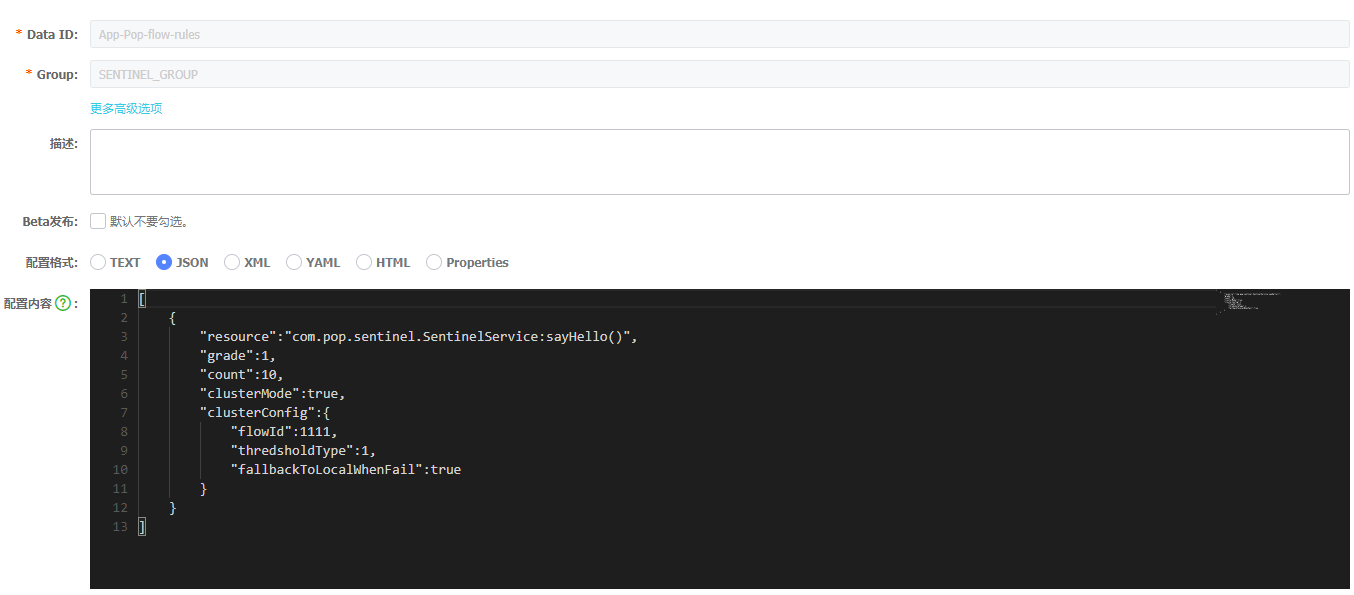 * Data ID: App-Pop-flow-rules
* Group: SENTINEL_GROUP
更多高级选项
描述:
Beta发布: 默认不要勾选。
配置格式: TEXT JSON XML YAML HTML Properties
配置内容 ? :
1 [
2 {
3 "resource":"com.pop.sentinel.SentinelService:sayHello()",
4 "grade":1,
5 "count":10,
6 "clusterMode":true,
7 "clusterConfig":{
8 "flowId":1111,
9 "thredsholdType":1,
10 "fallbackToLocalWhenFail":true
11 }
12 }
13 ]